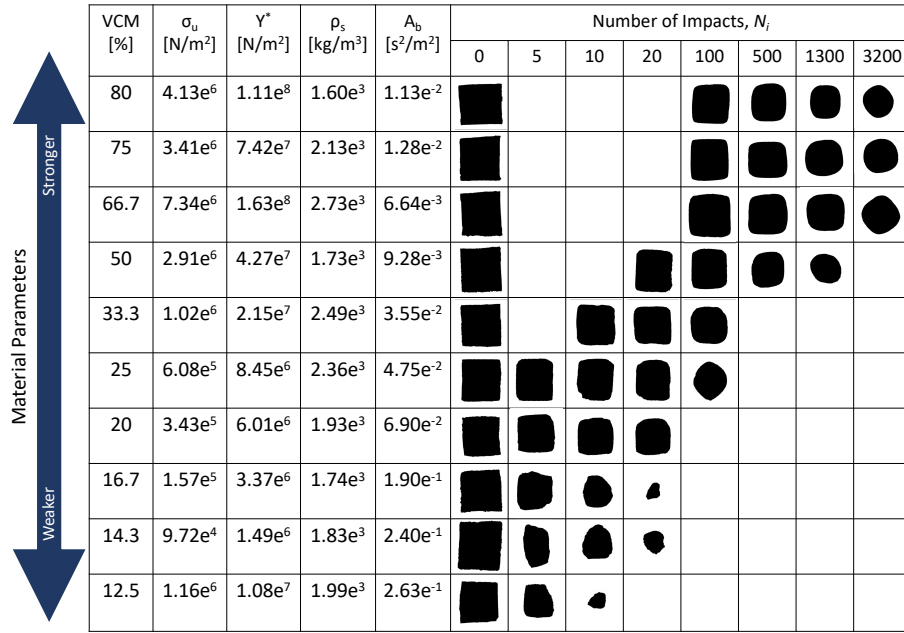 VCM σᵤ Y* ρₛ A_b Number of Impacts, Nᵢ
[%] [N/m²] [N/m²] [kg/m³] [s²/m²] 0 5 10 20 100 500 1300 3200
80 4.13e⁶ 1.11e⁸ 1.60e³ 1.13e⁻²
75 3.41e⁶ 7.42e⁷ 2.13e³ 1.28e⁻²
66.7 7.34e⁶ 1.63e⁸ 2.73e³ 6.64e⁻³
50 2.91e⁶ 4.27e⁷ 1.73e³ 9.28e⁻³
33.3 1.02e⁶ 2.15e⁷ 2.49e³ 3.55e⁻²
25 6.08e⁵ 8.45e⁶ 2.36e³ 4.75e⁻²
20 3.43e⁵ 6.01e⁶ 1.93e³ 6.90e⁻²
16.7 1.57e⁵ 3.37e⁶ 1.74e³ 1.90e⁻¹
14.3 9.72e⁴ 1.49e⁶ 1.83e³ 2.40e⁻¹
12.5 1.16e⁶ 1.08e⁷ 1.99e³ 2.63e⁻¹
Material Parameters
Stronger
Weaker